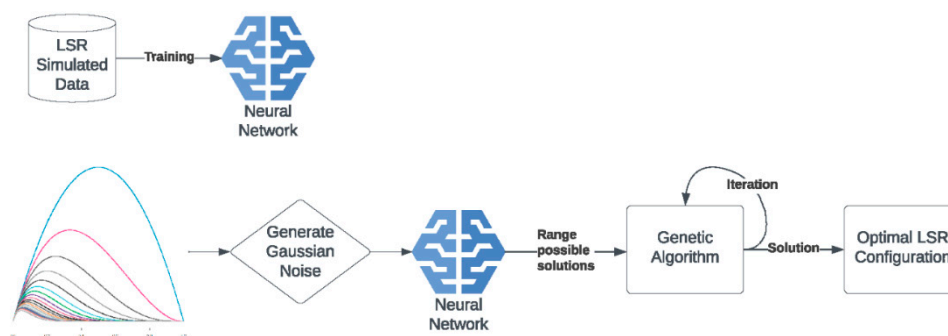 LSR
Simulated
Data
Training
Neural
Network
Generate
Gaussian
Noise
Neural
Network
Range
possible
solutions
Iteration
Genetic
Algorithm
Solution
Optimal LSR
Configuration